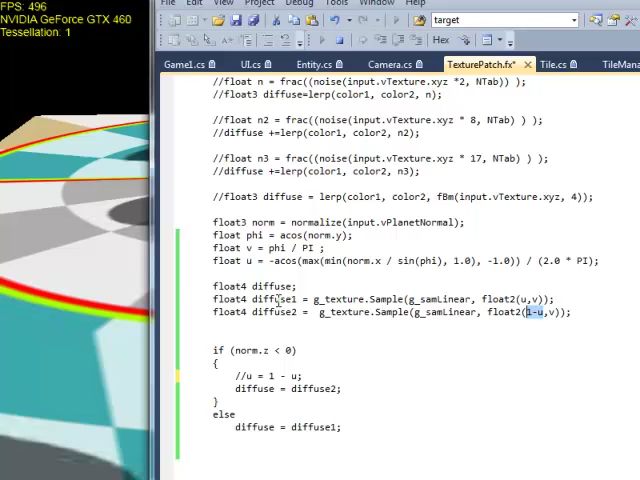 FPS: 496
NVIDIA GeForce GTX 460
Tessellation: 1
File Edit View Project Build Debug Data Tools Window Help
target
Hex
Game1.cs UI.cs Entity.cs Camera.cs TexturePatch.fx* Tile.cs TileMana
//float n = frac((noise(input.vTexture.xyz *2, NTab) ) );
//float3 diffuse=lerp(color1, color2, n);
//float n2 = frac((noise(input.vTexture.xyz * 8, NTab) ) );
//diffuse +=lerp(color1, color2, n2);
//float n3 = frac((noise(input.vTexture.xyz * 17, NTab) ) );
//diffuse +=lerp(color1, color2, n3);
//float3 diffuse = lerp(color1, color2, fBm(input.vTexture.xyz, 4));
float3 norm = normalize(input.vPlanetNormal);
float phi = acos(norm.y);
float v = phi / PI ;
float u = -acos(max(min(norm.x / sin(phi), 1.0), -1.0)) / (2.0 * PI);
float4 diffuse;
float4 diffuse1 = g_texture.Sample(g_samLinear, float2(u,v));
float4 diffuse2 =  g_texture.Sample(g_samLinear, float2(1-u,v));
if (norm.z < 0)
{
//u = 1 - u;
diffuse = diffuse2;
}
else
diffuse = diffuse1;